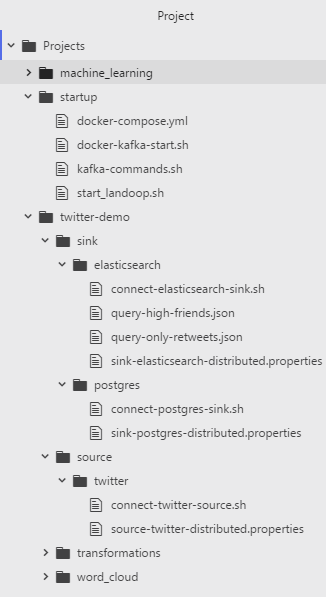 Project
Projects
machine_learning
startup
docker-compose.yml
docker-kafka-start.sh
kafka-commands.sh
start_landoop.sh
twitter-demo
sink
elasticsearch
connect-elasticsearch-sink.sh
query-high-friends.json
query-only-retweets.json
sink-elasticsearch-distributed.properties
postgres
connect-postgres-sink.sh
sink-postgres-distributed.properties
source
twitter
connect-twitter-source.sh
source-twitter-distributed.properties
transformations
word_cloud